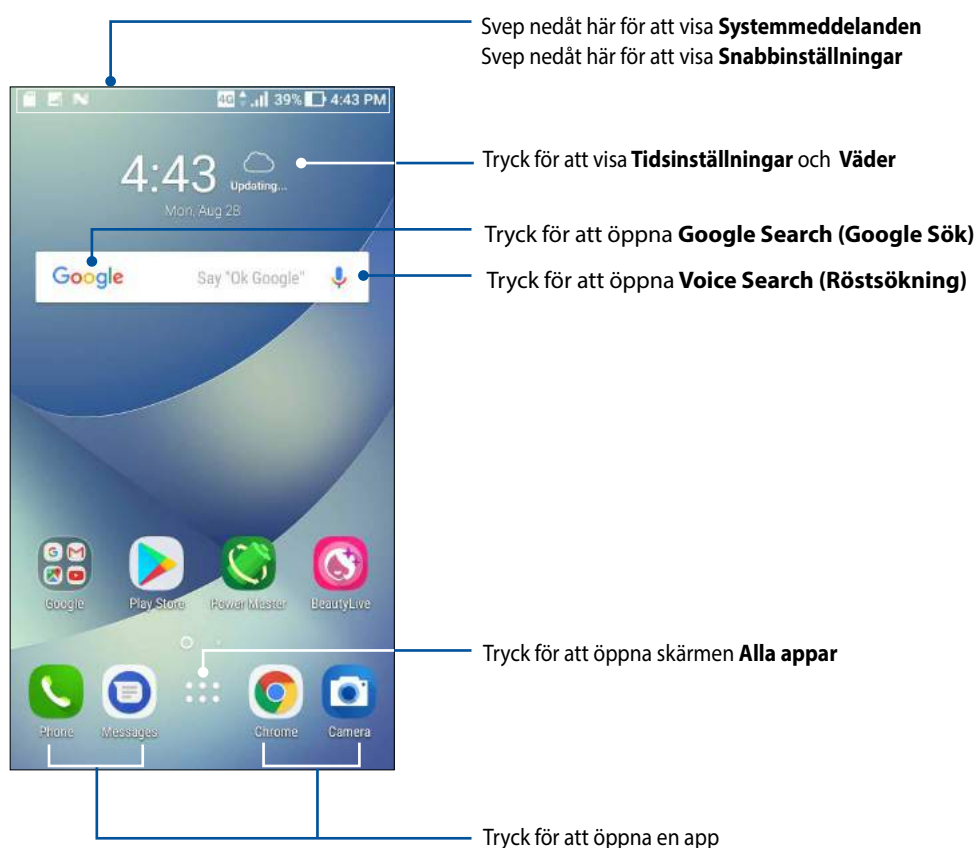 Svep nedåt här för att visa Systemmeddelanden
Svep nedåt här för att visa Snabbinställningar
4G 39% 4:43 PM
4:43
Updating...
Mon, Aug 28
Tryck för att visa Tidsinställningar och Väder
Tryck för att öppna Google Search (Google Sök)
Google Say "Ok Google"
Tryck för att öppna Voice Search (Röstsökning)
Google Play Store Power Master BeautyLive
Tryck för att öppna skärmen Alla appar
Phone Messages Chrome Camera
Tryck för att öppna en app